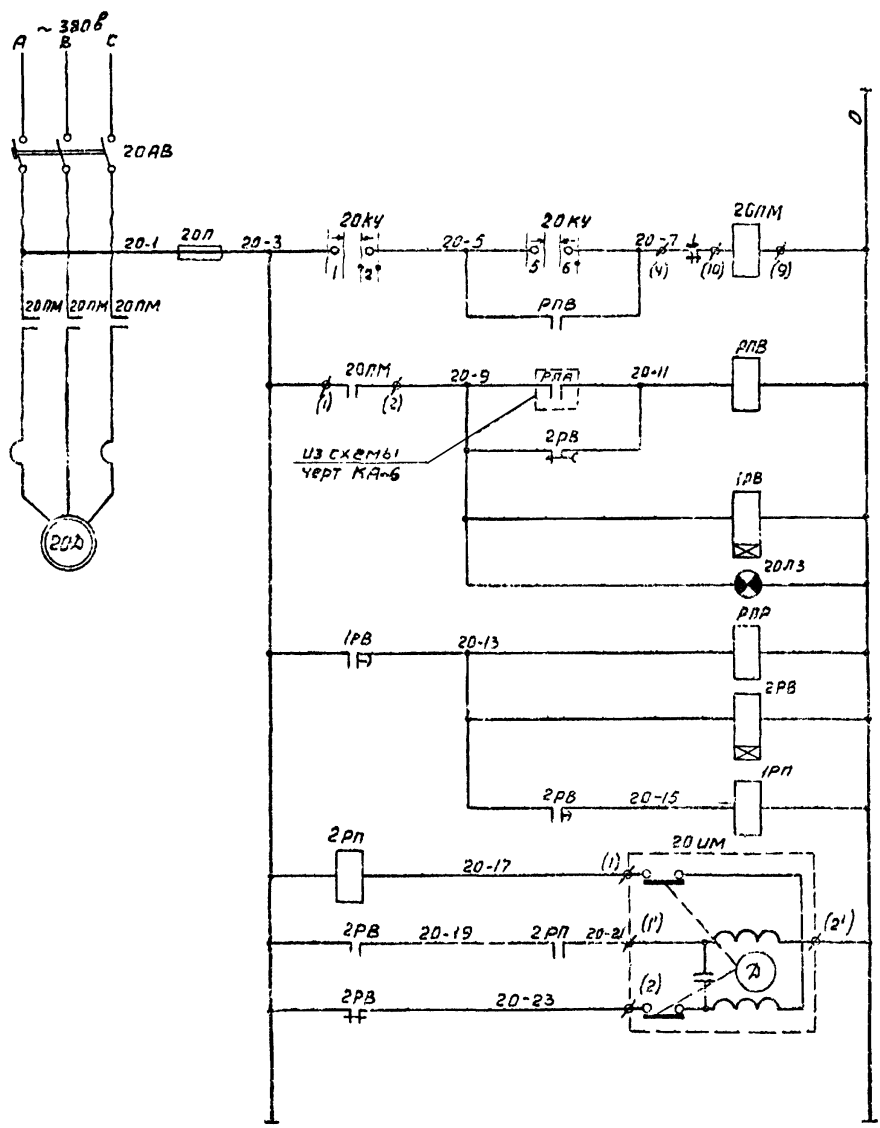 ~ 380 в
А В С
20АВ
0
20-1 20П 20-3
20КУ 20-5 20КУ 20-7 20ПМ
1 2 5 6 (4) (10) (9)
РПВ
20ПМ 20ПМ 20ПМ
20ПМ 20-9 РПА 20-11 РПВ
(1) (2)
2РВ
из схемы
черт КА-6
1РВ
20Д
20ЛЗ
1РВ 20-13 РПР
2РВ
2РВ 20-15 1РП
2РП 20-17 (1) 20ИМ
2РВ 20-19 2РП 20-21 (1') (2')
Д
2РВ 20-23 (2)